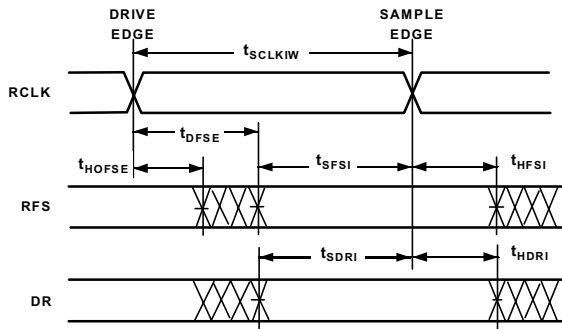 DRIVE EDGE
SAMPLE EDGE
tSCLKIW
RCLK
tDFSE
tHOFSE
tSFSI
tHFSI
RFS
tSDRI
tHDRI
DR